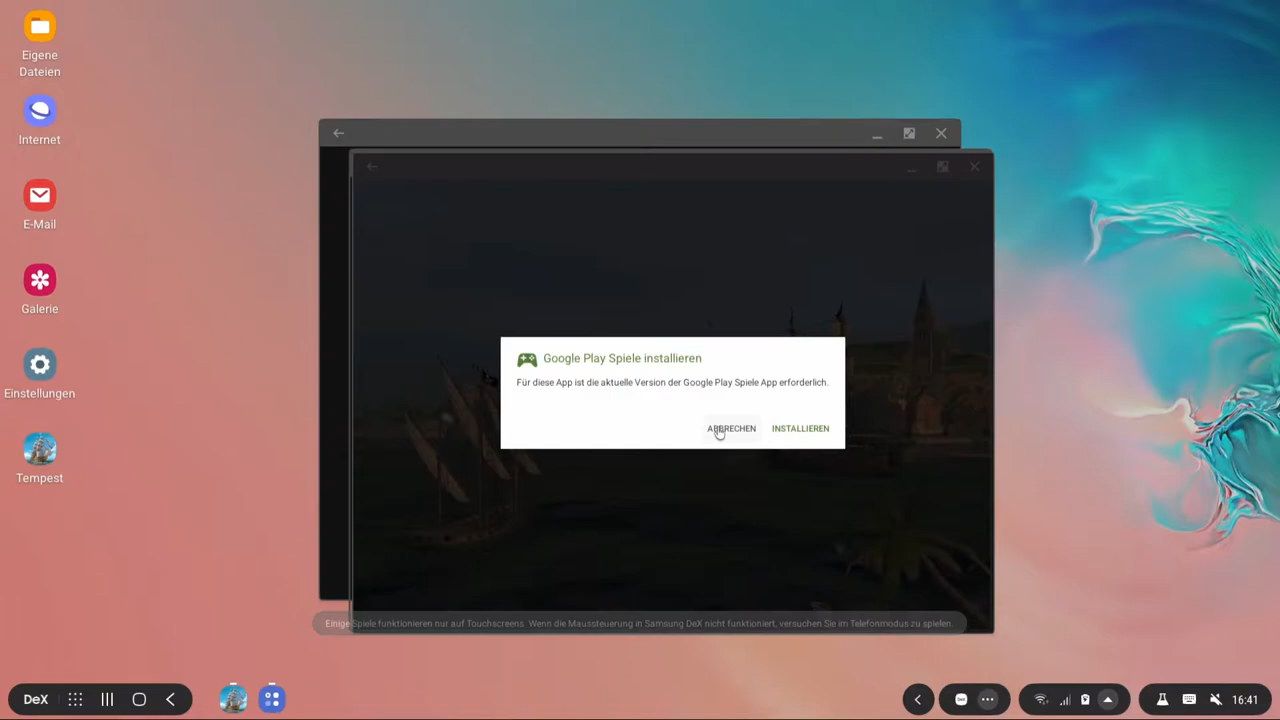 Eigene
Dateien
Internet
E-Mail
Galerie
Einstellungen
Tempest
Google Play Spiele installieren
Für diese App ist die aktuelle Version der Google Play Spiele App erforderlich.
ABBRECHEN INSTALLIEREN
Einige Spiele funktionieren nur auf Touchscreens. Wenn die Maussteuerung in Samsung DeX nicht funktioniert, versuchen Sie im Telefonmodus zu spielen.
DeX
16:41